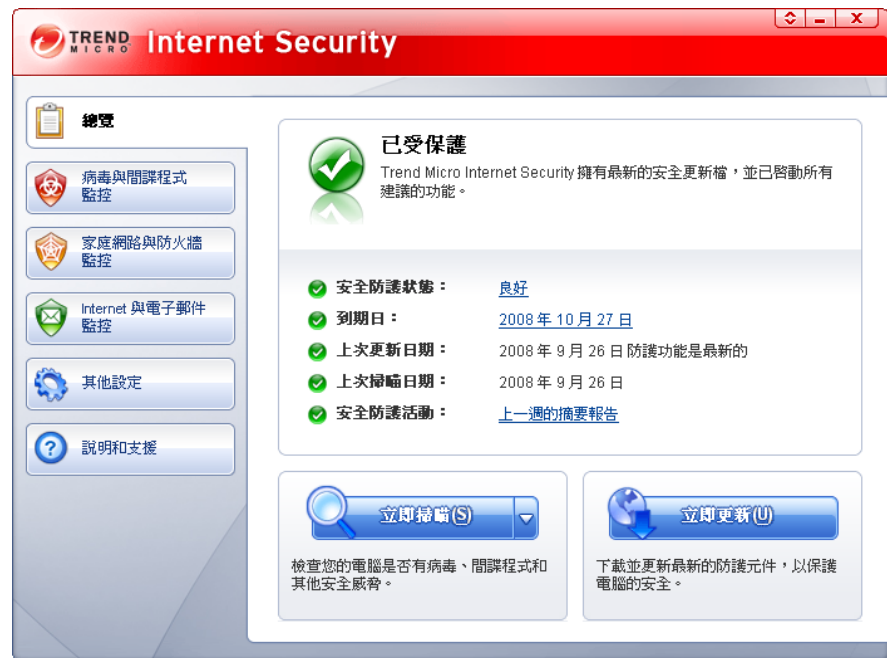 TREND MICRO Internet Security
總覽
病毒與間諜程式
監控
家庭網路與防火牆
監控
Internet 與電子郵件
監控
其他設定
說明和支援
已受保護
Trend Micro Internet Security 擁有最新的安全更新檔，並已啟動所有
建議的功能。
安全防護狀態： 良好
到期日： 2008 年 10 月 27 日
上次更新日期： 2008 年 9 月 26 日 防護功能是最新的
上次掃瞄日期： 2008 年 9 月 26 日
安全防護活動： 上一週的摘要報告
立即掃瞄(S)
檢查您的電腦是否有病毒、間諜程式和
其他安全威脅。
立即更新(U)
下載並更新最新的防護元件，以保護
電腦的安全。